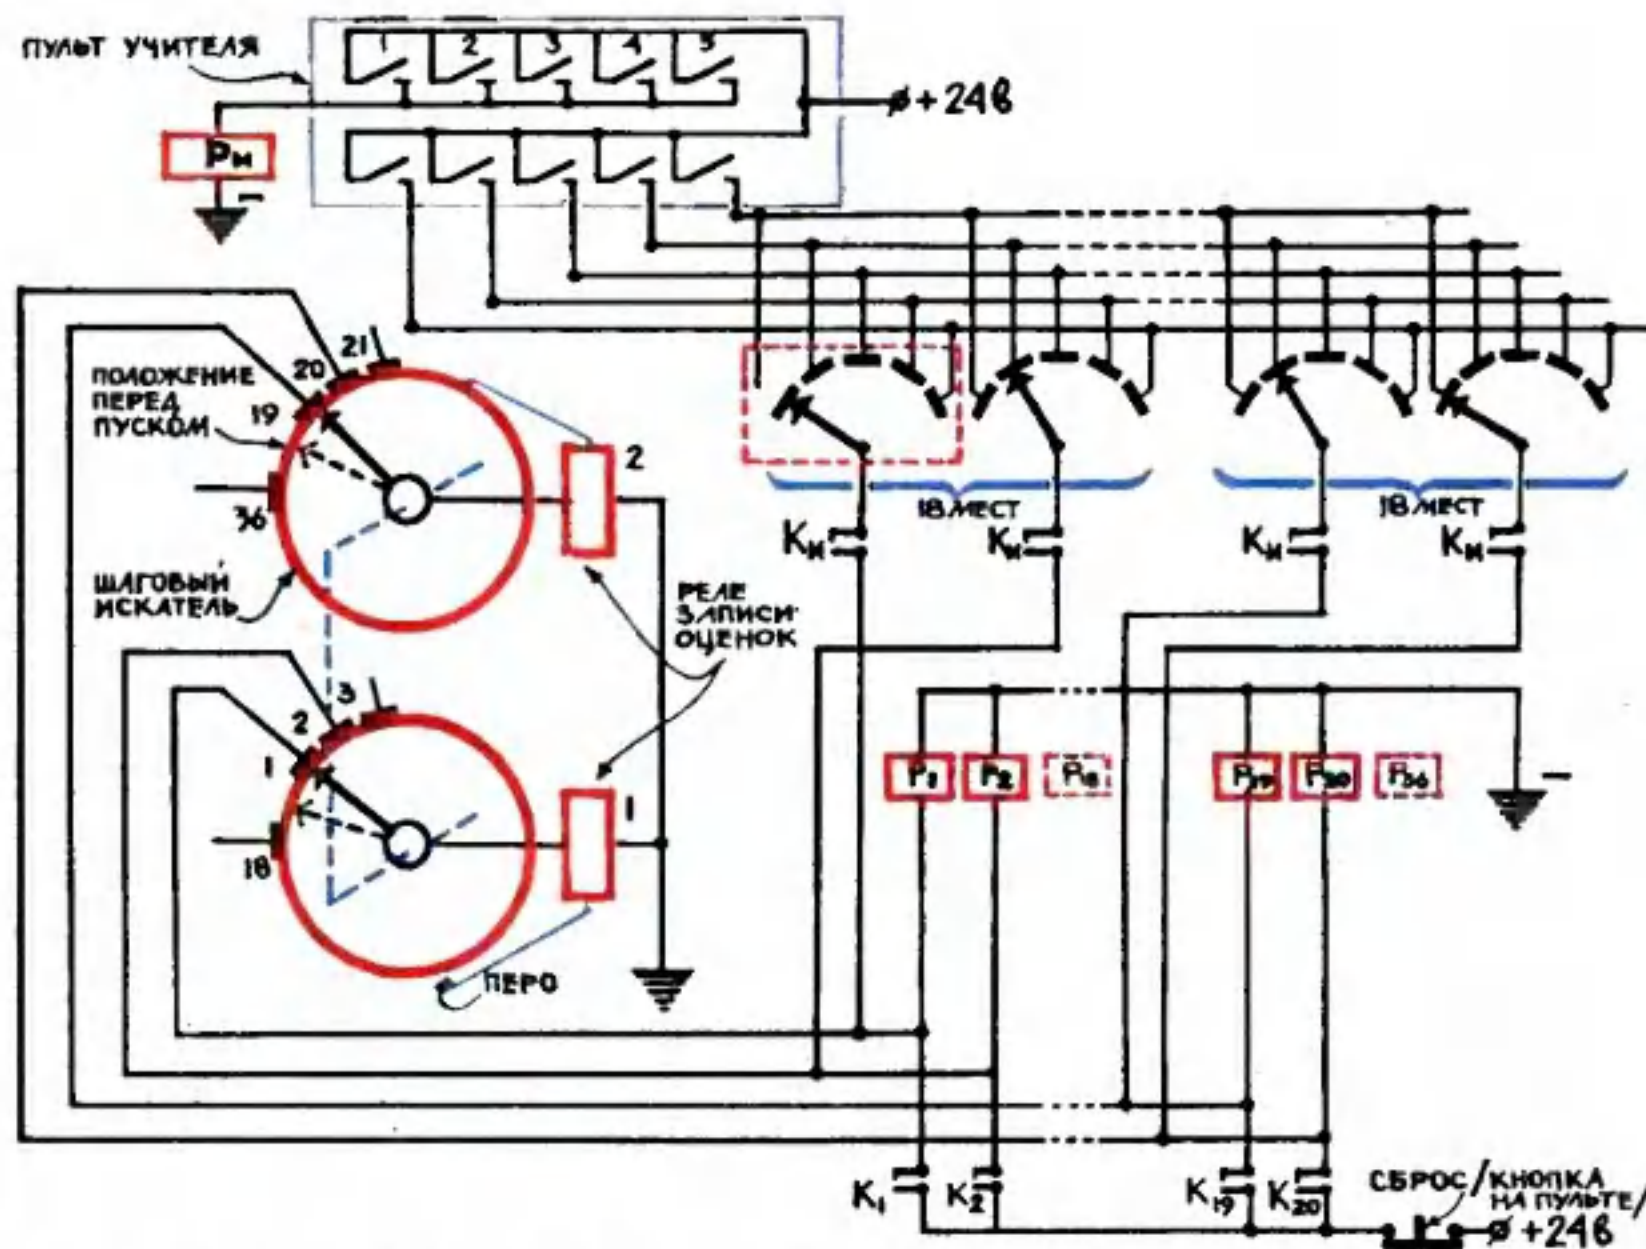 ПУЛЬТ УЧИТЕЛЯ
1 2 3 4 5
+24в
Рм
−
21
20
19
36
ПОЛОЖЕНИЕ
ПЕРЕД
ПУСКОМ
ШАГОВЫЙ
ИСКАТЕЛЬ
2
РЕЛЕ
ЗАПИСИ
ОЦЕНОК
18 МЕСТ
18 МЕСТ
Ки Ки Ки Ки
3
2
1
18
1
ПЕРО
Р1 Р2 Р19 Р20 Р36
−
К1 К2 К19 К20
СБРОС/КНОПКА
НА ПУЛЬТЕ/
+24в